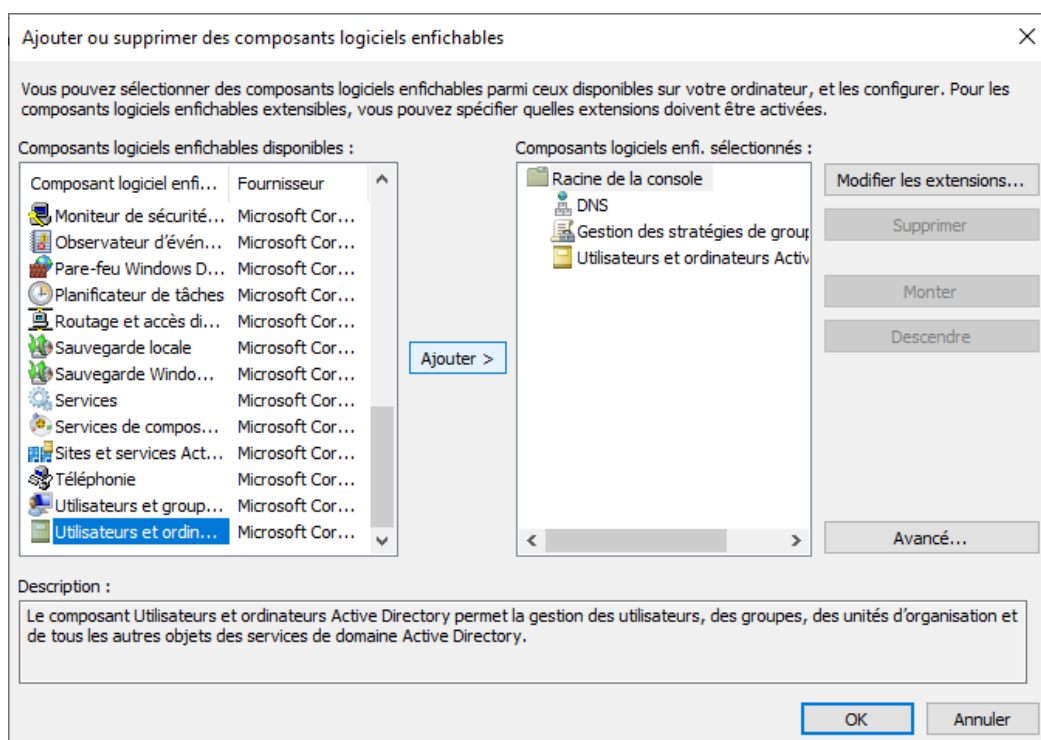 Ajouter ou supprimer des composants logiciels enfichables
Vous pouvez sélectionner des composants logiciels enfichables parmi ceux disponibles sur votre ordinateur, et les configurer. Pour les
composants logiciels enfichables extensibles, vous pouvez spécifier quelles extensions doivent être activées.
Composants logiciels enfichables disponibles :
Composant logiciel enfi... Fournisseur
Moniteur de sécurité... Microsoft Cor...
Observateur d'évén... Microsoft Cor...
Pare-feu Windows D... Microsoft Cor...
Planificateur de tâches Microsoft Cor...
Routage et accès di... Microsoft Cor...
Sauvegarde locale Microsoft Cor...
Sauvegarde Windo... Microsoft Cor...
Services Microsoft Cor...
Services de compos... Microsoft Cor...
Sites et services Act... Microsoft Cor...
Téléphonie Microsoft Cor...
Utilisateurs et group... Microsoft Cor...
Utilisateurs et ordin... Microsoft Cor...
Ajouter >
Composants logiciels enfi. sélectionnés :
Racine de la console
DNS
Gestion des stratégies de group
Utilisateurs et ordinateurs Activ
Modifier les extensions...
Supprimer
Monter
Descendre
Avancé...
Description :
Le composant Utilisateurs et ordinateurs Active Directory permet la gestion des utilisateurs, des groupes, des unités d'organisation et
de tous les autres objets des services de domaine Active Directory.
OK
Annuler